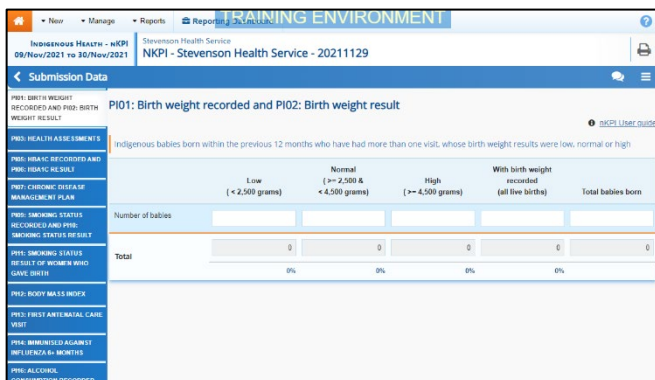 TRAINING ENVIRONMENT
New Manage Reports Reporting Dashboard
Indigenous Health - nKPI
09/Nov/2021 to 30/Nov/2021
Stevenson Health Service
NKPI - Stevenson Health Service - 20211129
Submission Data
PI01: BIRTH WEIGHT
RECORDED AND PI02: BIRTH
WEIGHT RESULT
PI03: HEALTH ASSESSMENTS
PI05: HBA1C RECORDED AND
PI06: HBA1C RESULT
PI07: CHRONIC DISEASE
MANAGEMENT PLAN
PI09: SMOKING STATUS
RECORDED AND PI10:
SMOKING STATUS RESULT
PI11: SMOKING STATUS
RESULT OF WOMEN WHO
GAVE BIRTH
PI12: BODY MASS INDEX
PI13: FIRST ANTENATAL CARE
VISIT
PI14: IMMUNISED AGAINST
INFLUENZA 6+ MONTHS
PI16: ALCOHOL
CONSUMPTION RECORDED
PI01: Birth weight recorded and PI02: Birth weight result
nKPI User guide
Indigenous babies born within the previous 12 months who have had more than one visit, whose birth weight results were low, normal or high
Low
( < 2,500 grams)
Normal
( >= 2,500 &
< 4,500 grams)
High
( >= 4,500 grams)
With birth weight
recorded
(all live births)
Total babies born
Number of babies
Total 0 0 0 0 0
0% 0% 0% 0%